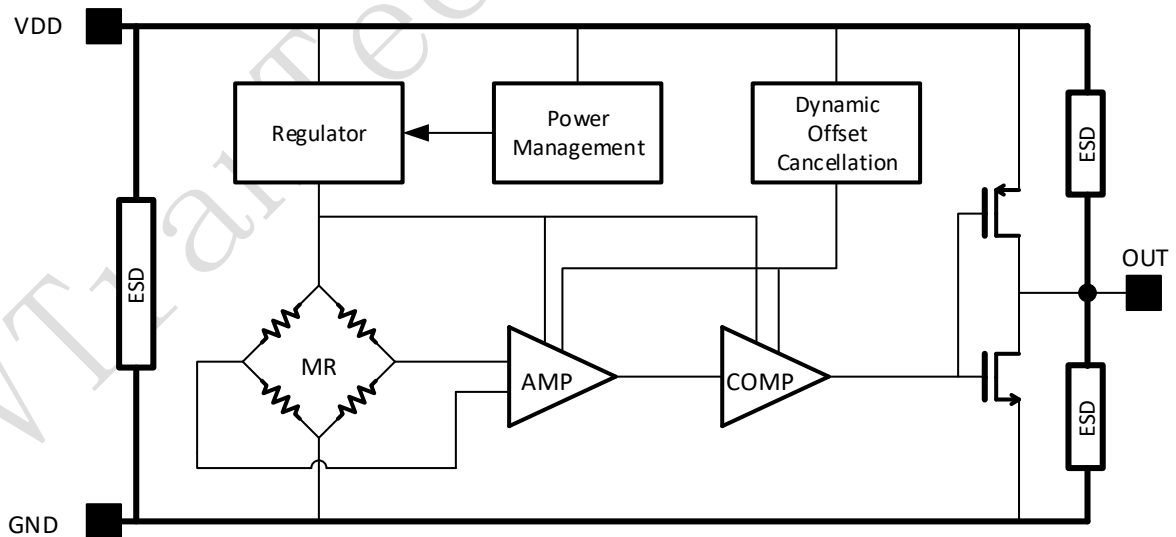 VDD
Regulator
Power
Management
Dynamic
Offset
Cancellation
ESD
ESD
OUT
MR
AMP
COMP
ESD
GND